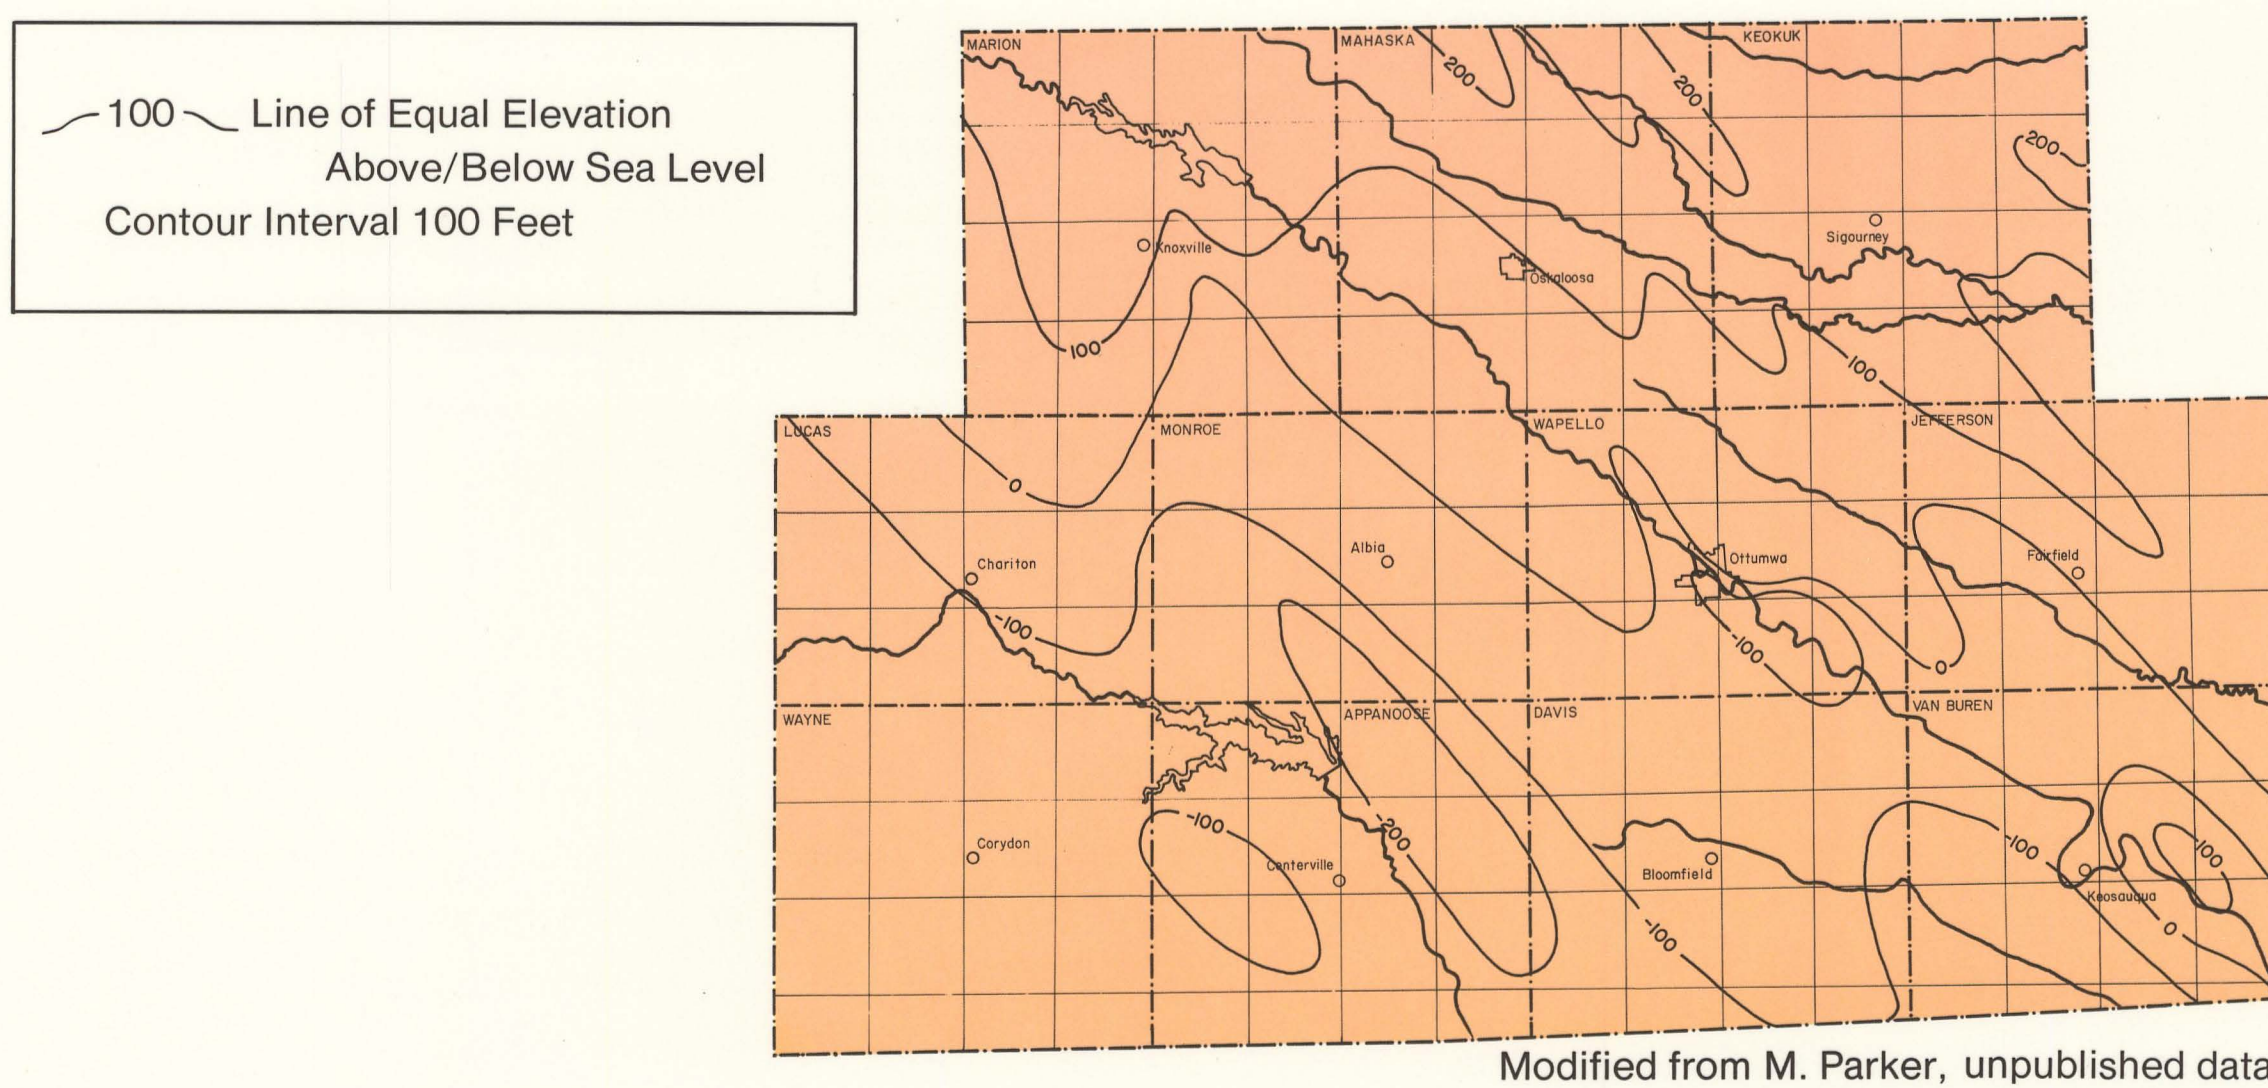 100 Line of Equal Elevation
Above/Below Sea Level
Contour Interval 100 Feet
MARION
MAHASKA
KEOKUK
200
200
200
Sigourney
Knoxville
Oskaloosa
100
100
LUCAS
MONROE
WAPELLO
JEFFERSON
0
Chariton
Albia
Ottumwa
Fairfield
-100
-100
0
WAYNE
APPANOOSE
DAVIS
VAN BUREN
-100
-200
-100
-100
Corydon
Centerville
Bloomfield
Keosauqua
-100
0
Modified from M. Parker, unpublished data